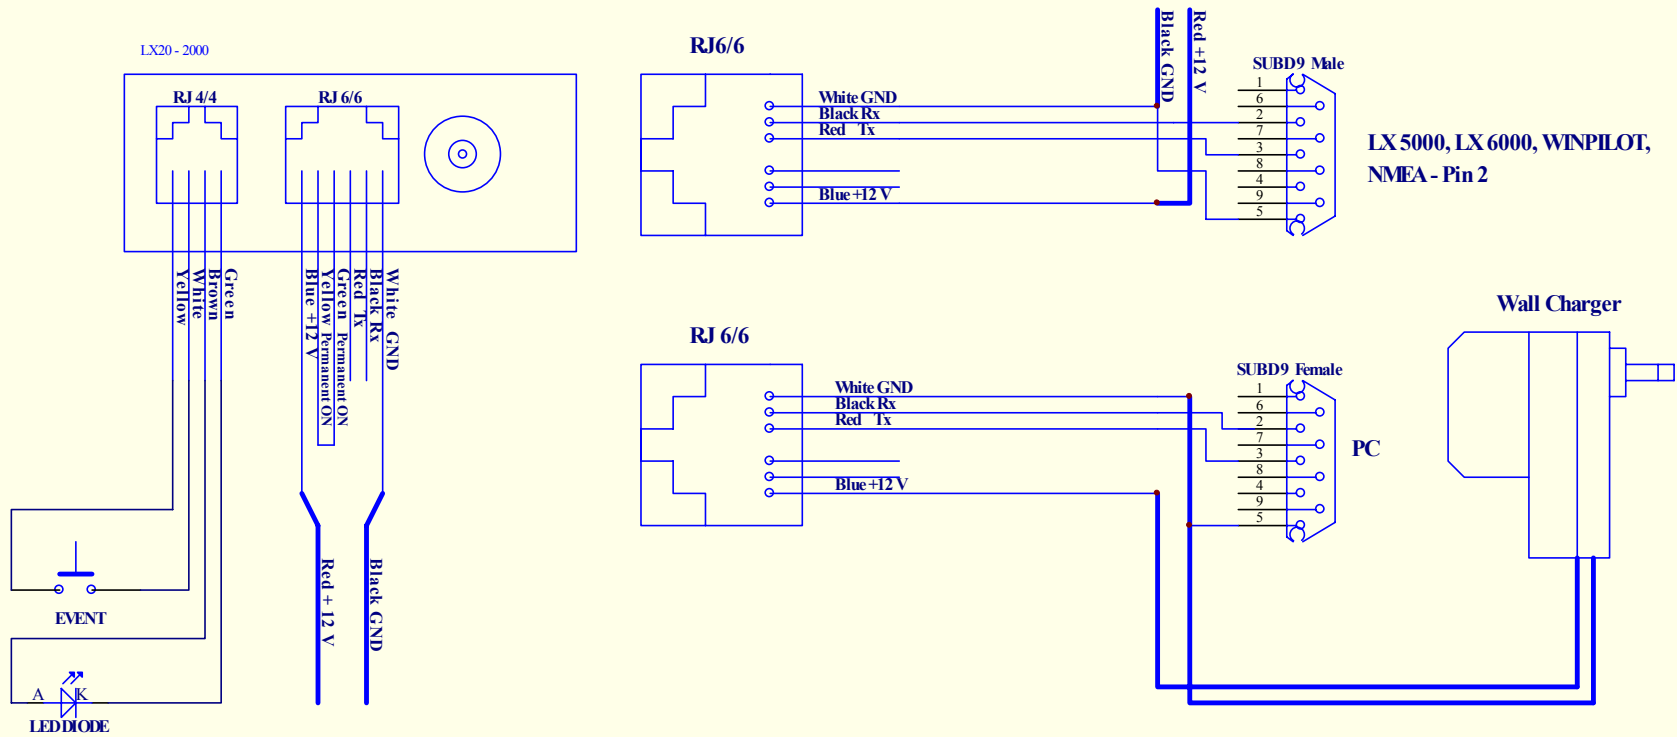 LX20 - 2000
RJ 4/4
RJ 6/6
Yellow
White
Brown
Green
Blue +12 V
Yellow Permanent ON
Green Permanent ON
Red Tx
Black Rx
White GND
Red + 12 V
Black GND
EVENT
A
K
LED DIODE
RJ6/6
White GND
Black Rx
Red Tx
Blue +12 V
Black GND
Red +12 V
SUBD9 Male
1
6
2
7
3
8
4
9
5
LX 5000, LX 6000, WINPILOT,
NMEA - Pin 2
RJ 6/6
White GND
Black Rx
Red Tx
Blue +12 V
SUBD9 Female
1
6
2
7
3
8
4
9
5
PC
Wall Charger